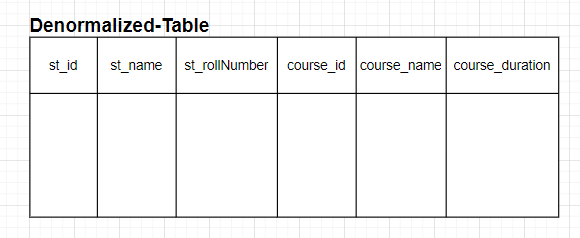 Denormalized-Table
st_id st_name st_rollNumber course_id course_name course_duration